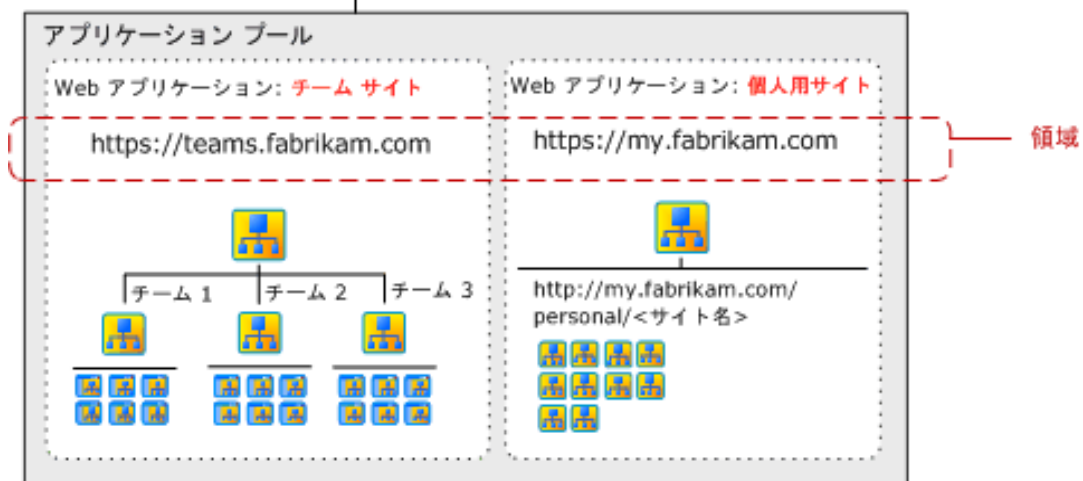 アプリケーション プール
Web アプリケーション: チーム サイト
https://teams.fabrikam.com
チーム 1
チーム 2
チーム 3
Web アプリケーション: 個人用サイト
https://my.fabrikam.com
http://my.fabrikam.com/
personal/<サイト名>
領域